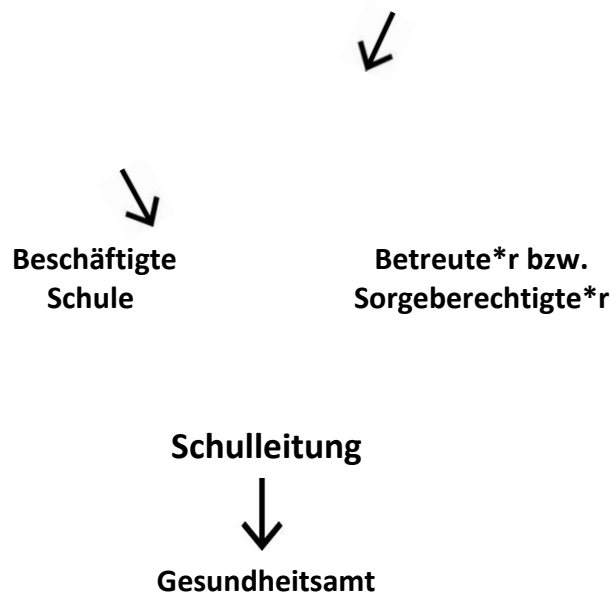 Beschäftigte
Schule
Betreute*r bzw.
Sorgeberechtigte*r
Schulleitung
Gesundheitsamt